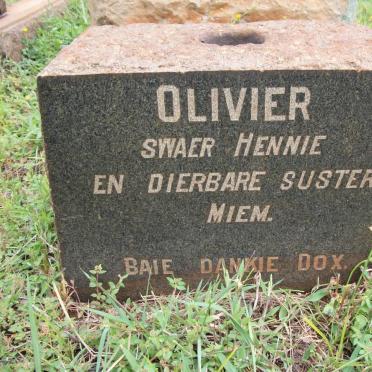 OLIVIER
SWAER HENNIE
EN DIERBARE SUSTER
MIEM.
BAIE DANKIE DOX.